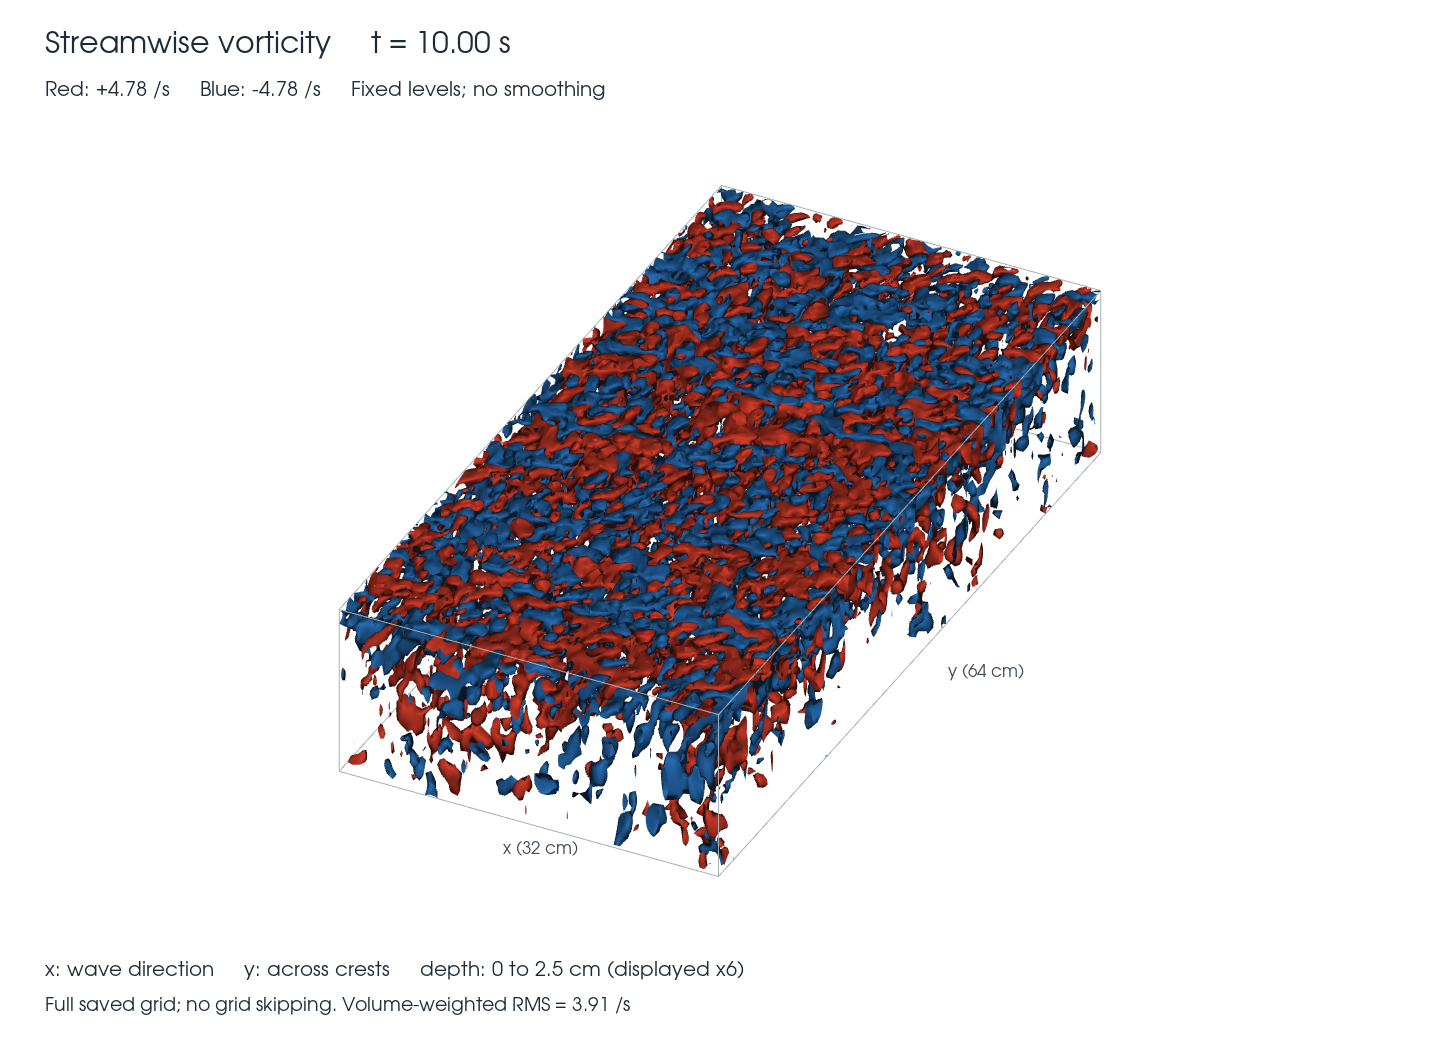 Streamwise vorticity t = 10.00 s
Red: +4.78 /s Blue: -4.78 /s Fixed levels; no smoothing
y (64 cm)
x (32 cm)
x: wave direction y: across crests depth: 0 to 2.5 cm (displayed x6)
Full saved grid; no grid skipping. Volume-weighted RMS = 3.91 /s